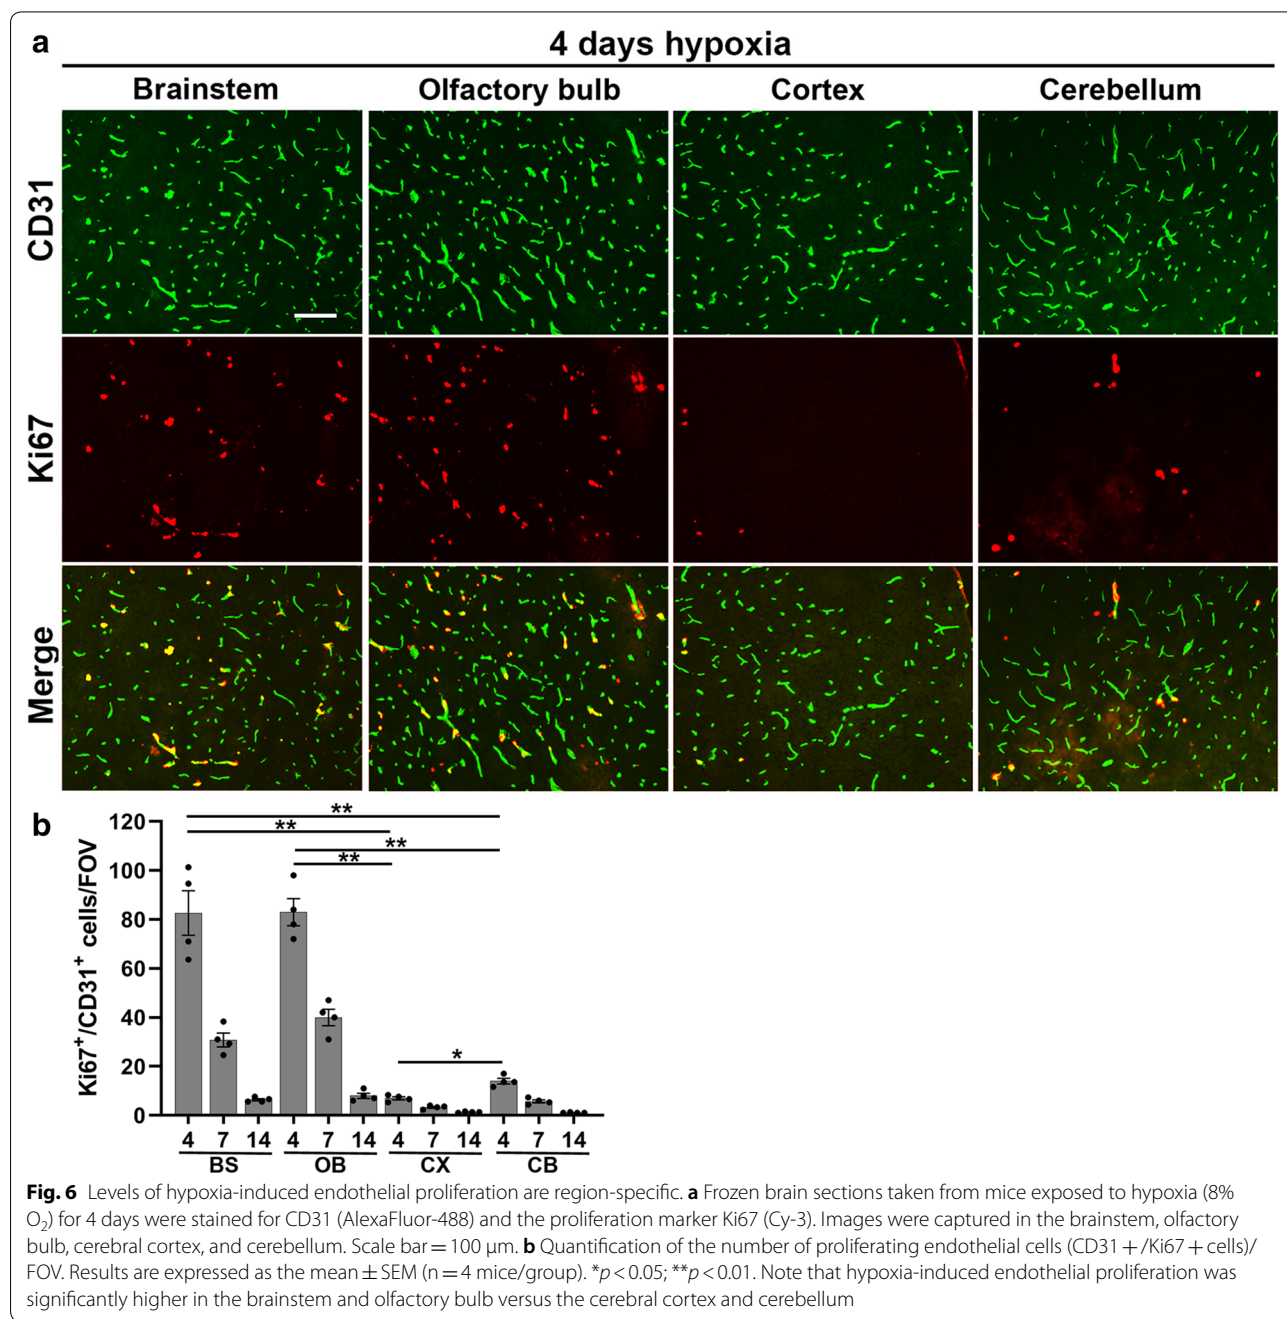 a
4 days hypoxia
Brainstem Olfactory bulb Cortex Cerebellum
CD31
Ki67
Merge
b
** 
**
**
**
*
Ki67⁺/CD31⁺ cells/FOV
120
100
80
60
40
20
0
4 7 14 4 7 14 4 7 14 4 7 14
BS OB CX CB
Fig. 6 Levels of hypoxia-induced endothelial proliferation are region-specific. a Frozen brain sections taken from mice exposed to hypoxia (8%
O₂) for 4 days were stained for CD31 (AlexaFluor-488) and the proliferation marker Ki67 (Cy-3). Images were captured in the brainstem, olfactory
bulb, cerebral cortex, and cerebellum. Scale bar = 100 µm. b Quantification of the number of proliferating endothelial cells (CD31 + /Ki67 + cells)/
FOV. Results are expressed as the mean ± SEM (n = 4 mice/group). *p < 0.05; **p < 0.01. Note that hypoxia-induced endothelial proliferation was
significantly higher in the brainstem and olfactory bulb versus the cerebral cortex and cerebellum